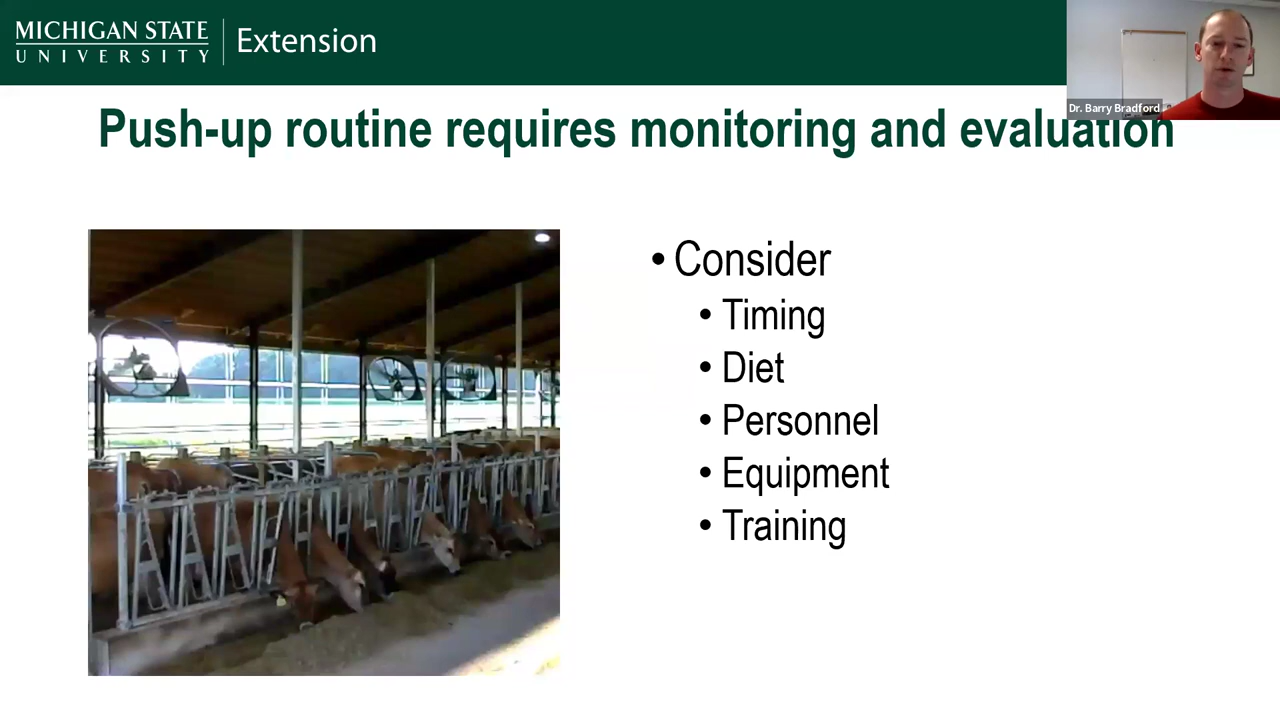 MICHIGAN STATE
UNIVERSITY
Extension
Dr. Barry Bradford
Push-up routine requires monitoring and evaluation
• Consider
• Timing
• Diet
• Personnel
• Equipment
• Training